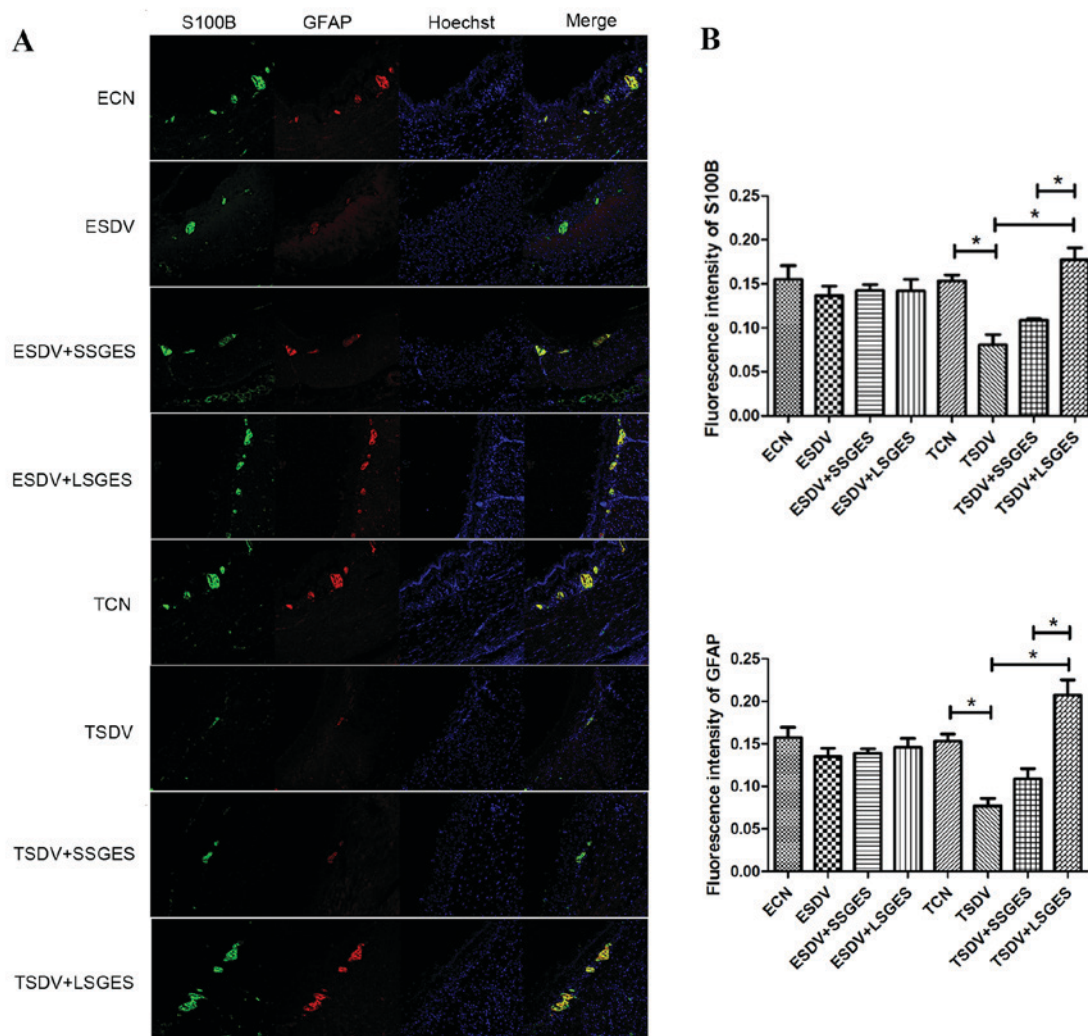 A
S100B GFAP Hoechst Merge
ECN
ESDV
ESDV+SSGES
ESDV+LSGES
TCN
TSDV
TSDV+SSGES
TSDV+LSGES
B
Fluorescence intensity of S100B
0.25
0.20
0.15
0.10
0.05
0.00
*
*
*
ECN
ESDV
ESDV+SSGES
ESDV+LSGES
TCN
TSDV
TSDV+SSGES
TSDV+LSGES
Fluorescence intensity of GFAP
0.25
0.20
0.15
0.10
0.05
0.00
*
*
*
ECN
ESDV
ESDV+SSGES
ESDV+LSGES
TCN
TSDV
TSDV+SSGES
TSDV+LSGES